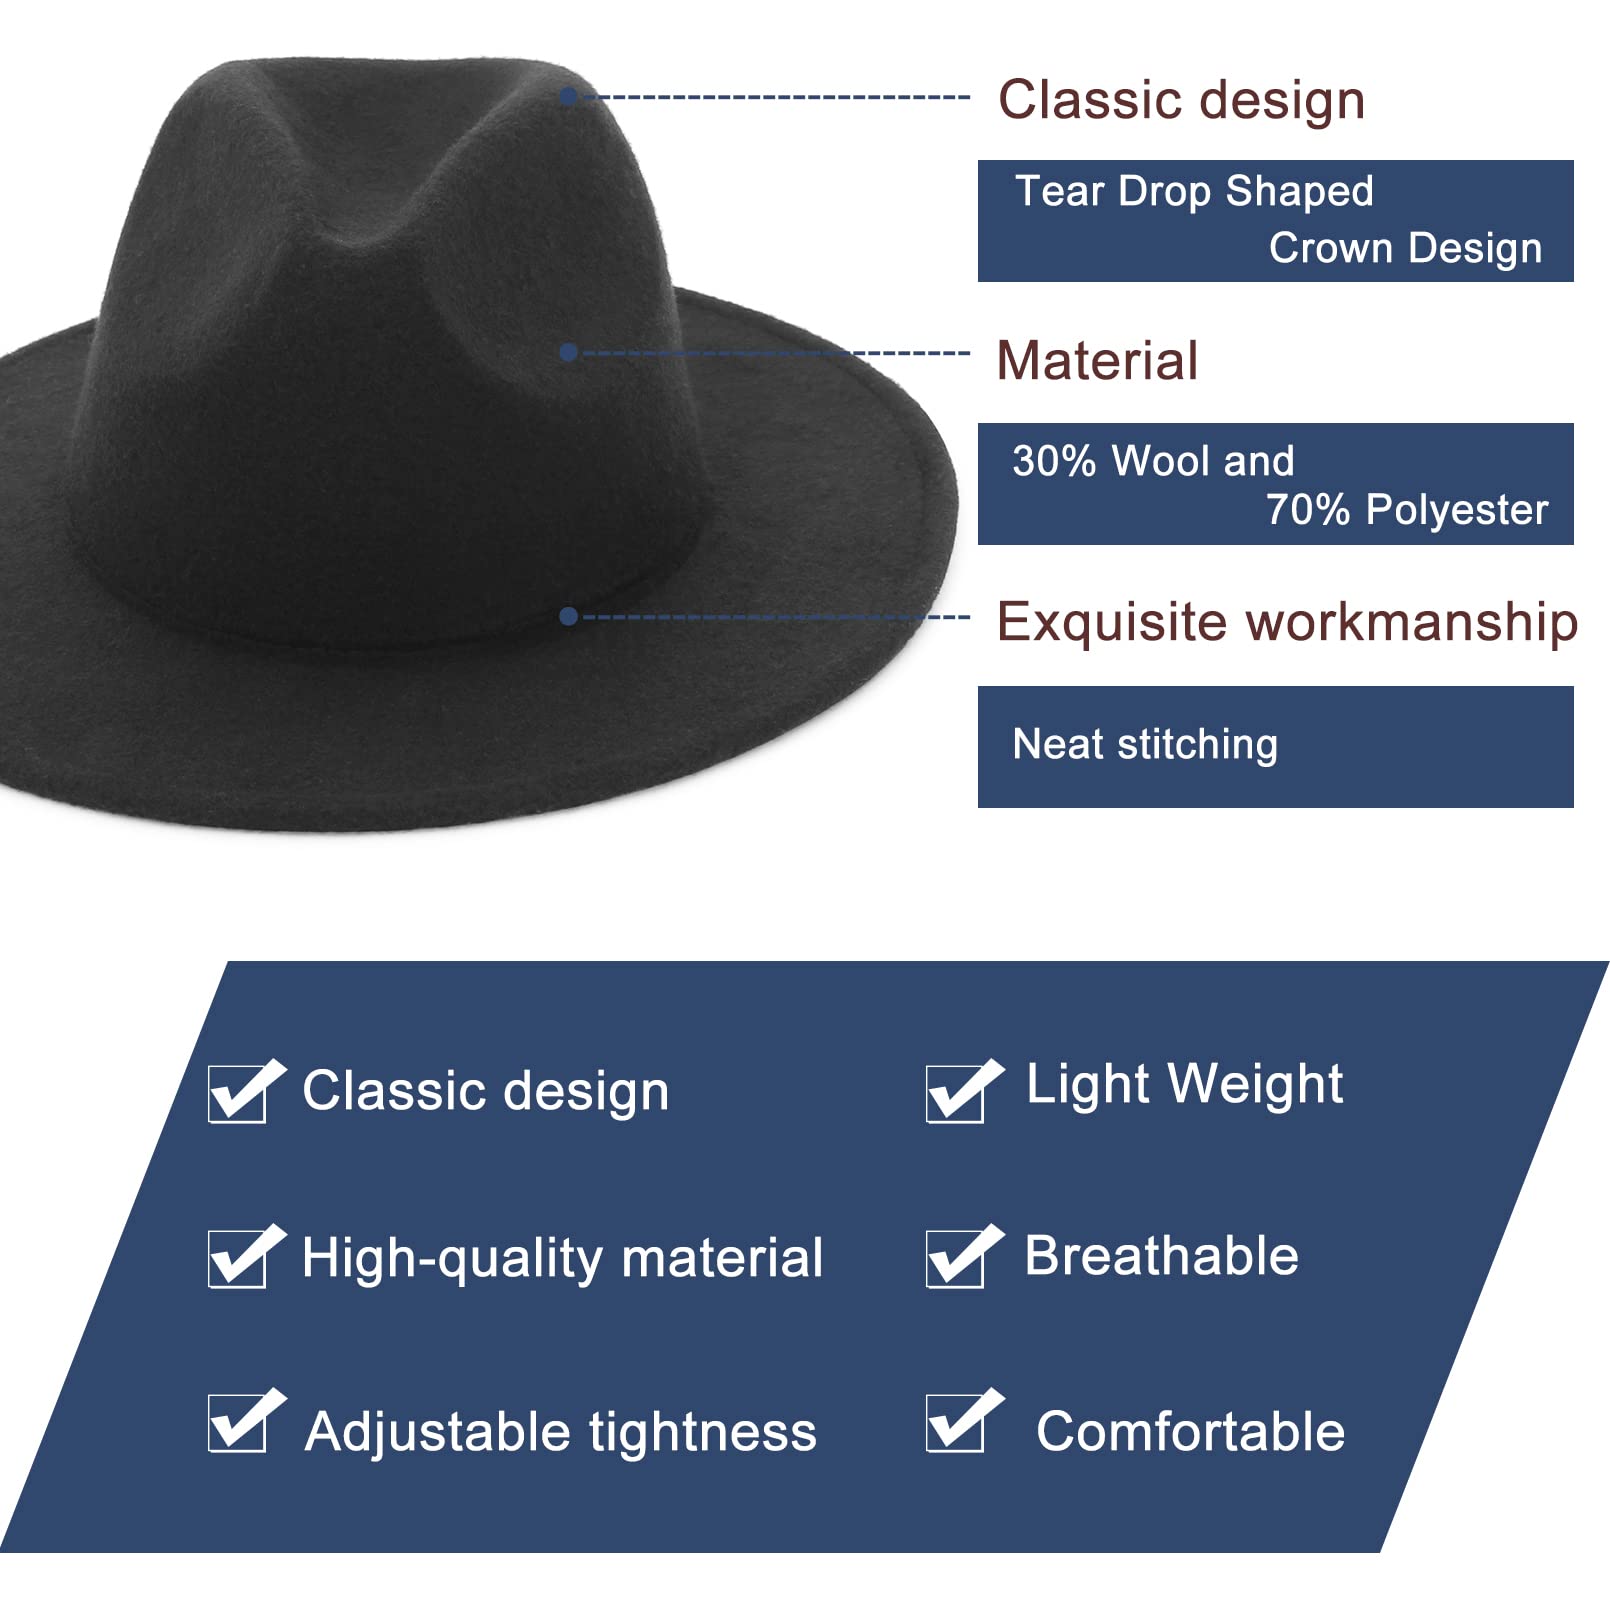 Classic design
Tear Drop Shaped
Crown Design
Material
30% Wool and
70% Polyester
Exquisite workmanship
Neat stitching
Classic design
Light Weight
High-quality material
Breathable
Adjustable tightness
Comfortable